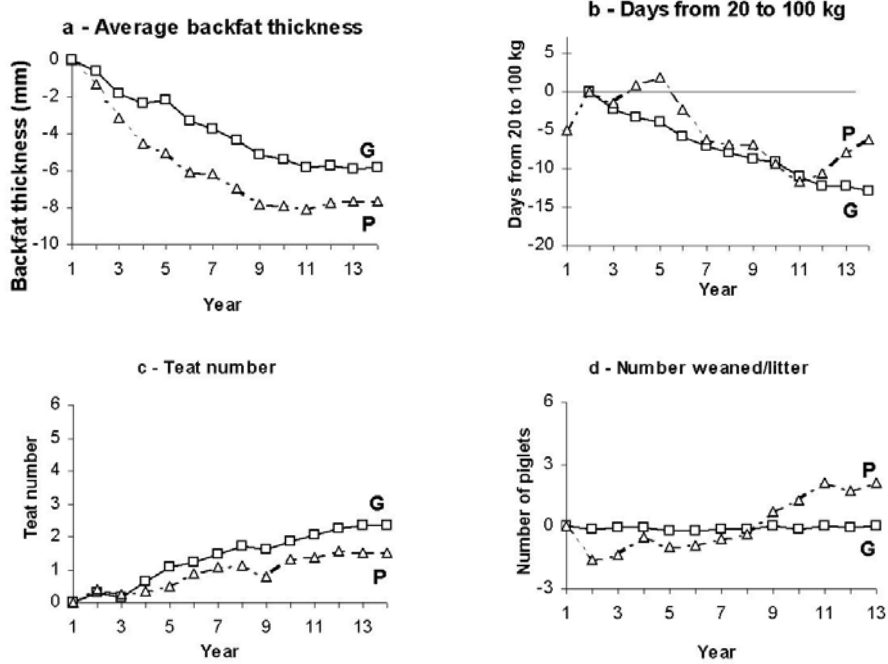 a - Average backfat thickness
Backfat thickness (mm)
0
-2
-4
-6
-8
-10
G
P
1 3 5 7 9 11 13
Year
b - Days from 20 to 100 kg
Days from 20 to 100 kg
5
0
-5
-10
-15
-20
P
G
1 3 5 7 9 11 13
Year
c - Teat number
Teat number
6
5
4
3
2
1
0
G
P
1 3 5 7 9 11 13
Year
d - Number weaned/litter
Number of piglets
6
3
0
-3
P
G
1 3 5 7 9 11 13
Year